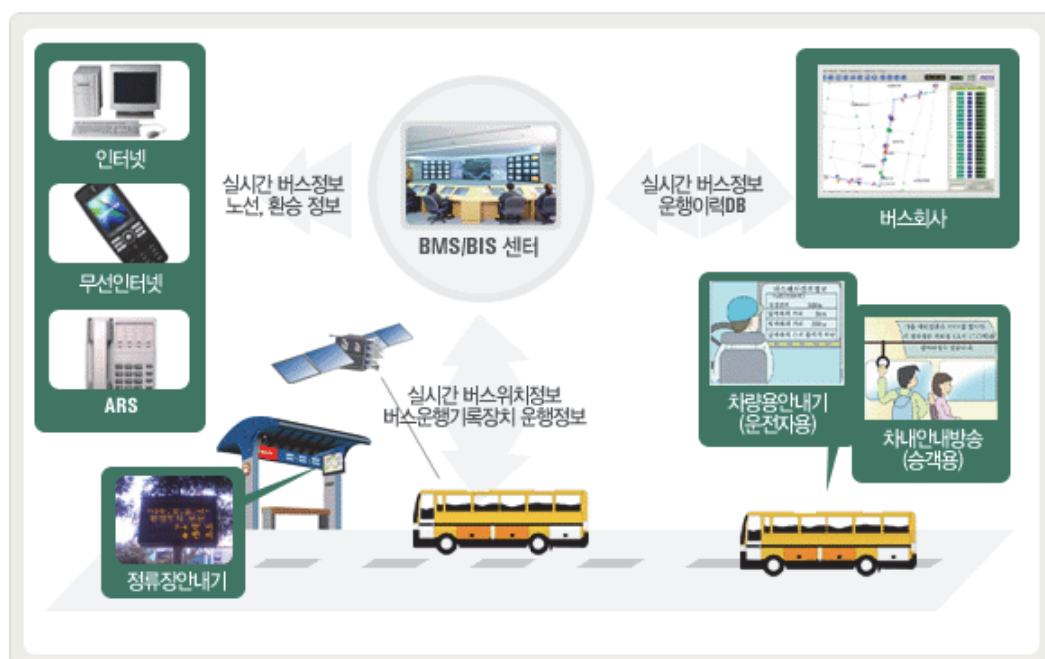 인터넷
무선인터넷
ARS
실시간 버스정보
노선, 환승 정보
BMS/BIS 센터
실시간 버스정보
운행이력DB
버스회사
실시간 버스위치정보
버스운행기록장치 운행정보
차량용안내기
(운전자용)
차내안내방송
(승객용)
정류장안내기